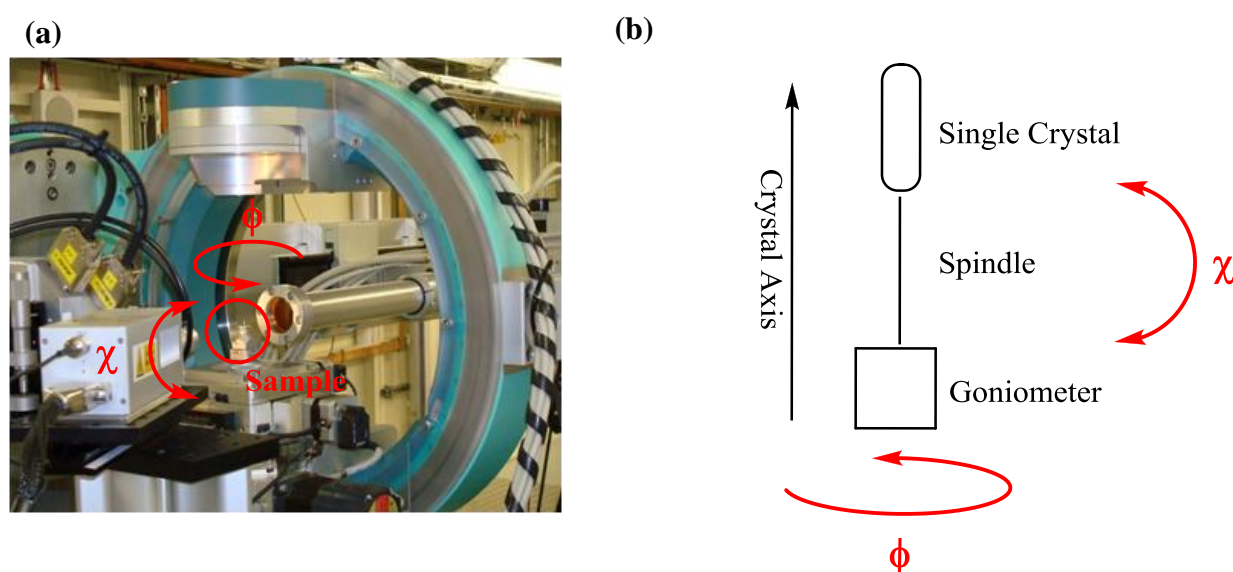 (a)
ϕ
χ
Sample
(b)
Crystal Axis
Single Crystal
Spindle
Goniometer
χ
ϕ